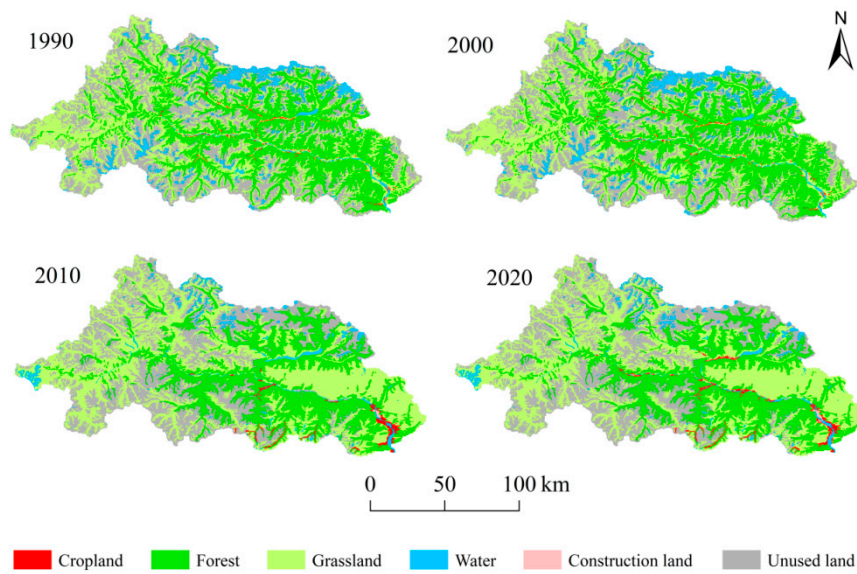 N
1990
2000
2010
2020
0 50 100 km
Cropland Forest Grassland Water Construction land Unused land